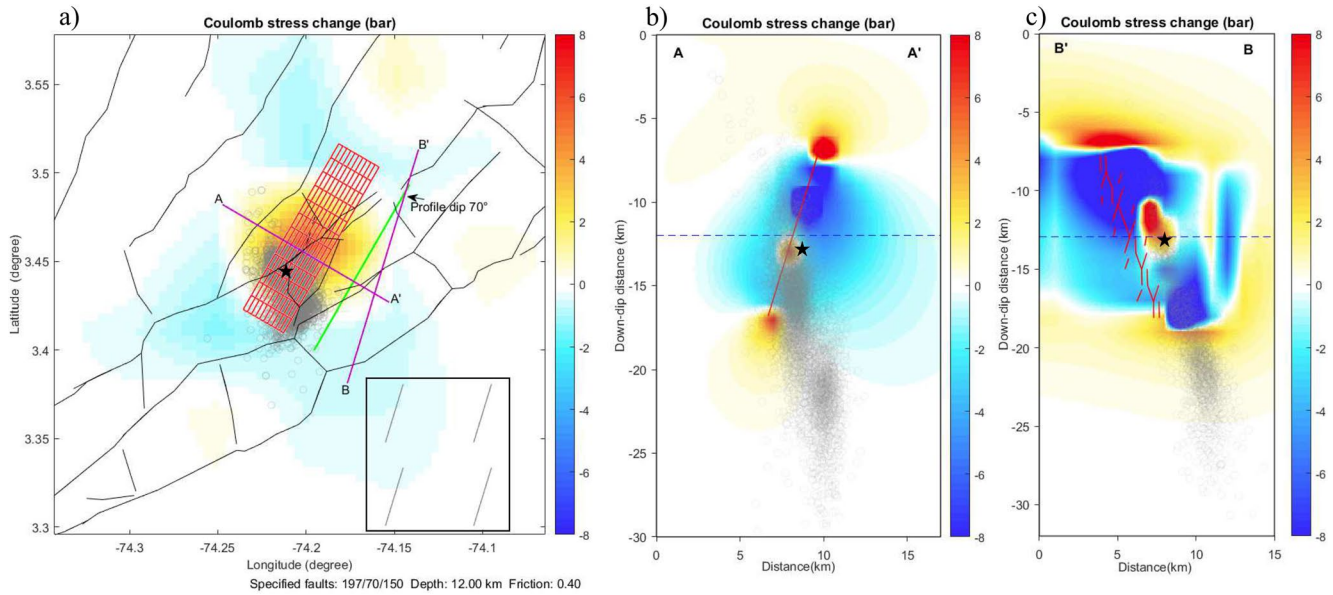 a)
Coulomb stress change (bar)
3.55
3.5
3.45
3.4
3.35
3.3
Latitude (degree)
B'
A
Profile dip 70°
A'
B
-74.3
-74.25
-74.2
-74.15
-74.1
Longitude (degree)
Specified faults: 197/70/150 Depth: 12.00 km Friction: 0.40
8
6
4
2
0
-2
-4
-6
-8
b)
Coulomb stress change (bar)
A
A'
0
-5
-10
-15
-20
-25
-30
Down-dip distance (km)
0
5
10
15
Distance(km)
8
6
4
2
0
-2
-4
-6
-8
c)
Coulomb stress change (bar)
B'
B
0
-5
-10
-15
-20
-25
-30
Down-dip distance (km)
0
5
10
15
Distance(km)
8
6
4
2
0
-2
-4
-6
-8